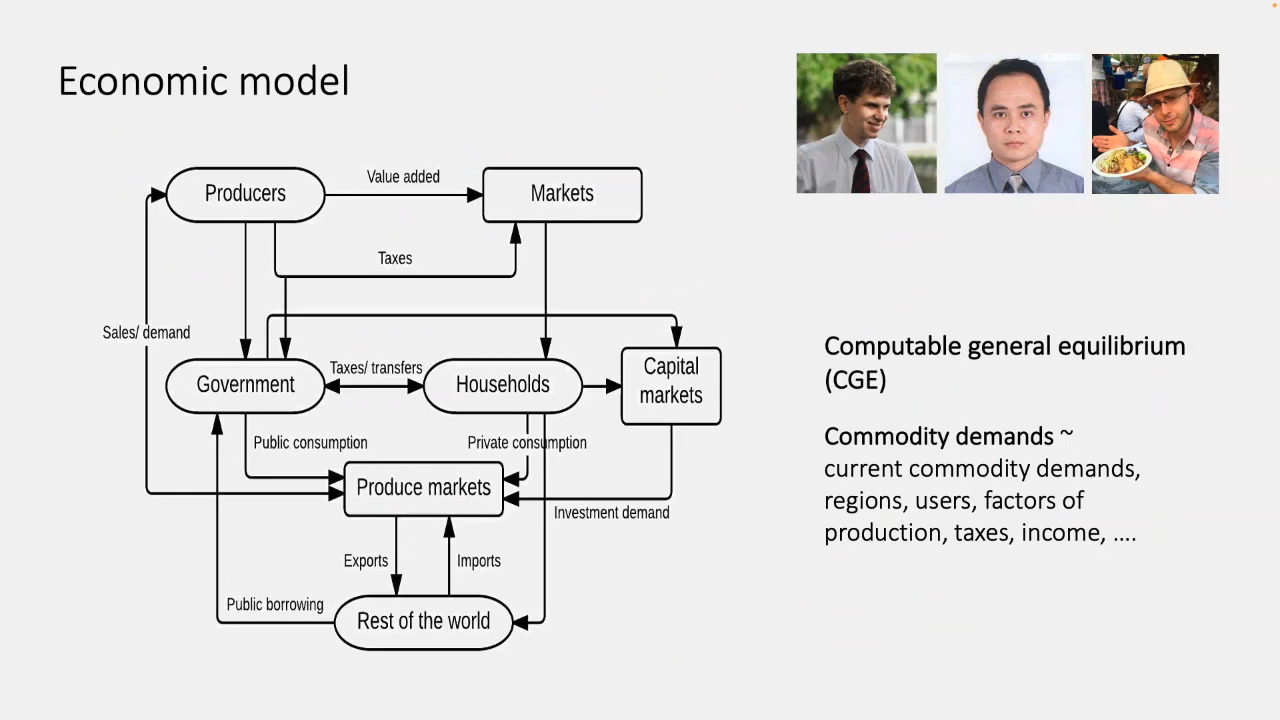 Economic model
Producers
Value added
Markets
Taxes
Sales/ demand
Government
Taxes/ transfers
Households
Capital
markets
Public consumption
Private consumption
Produce markets
Investment demand
Exports
Imports
Public borrowing
Rest of the world
Computable general equilibrium
(CGE)
Commodity demands ~
current commodity demands,
regions, users, factors of
production, taxes, income, ....